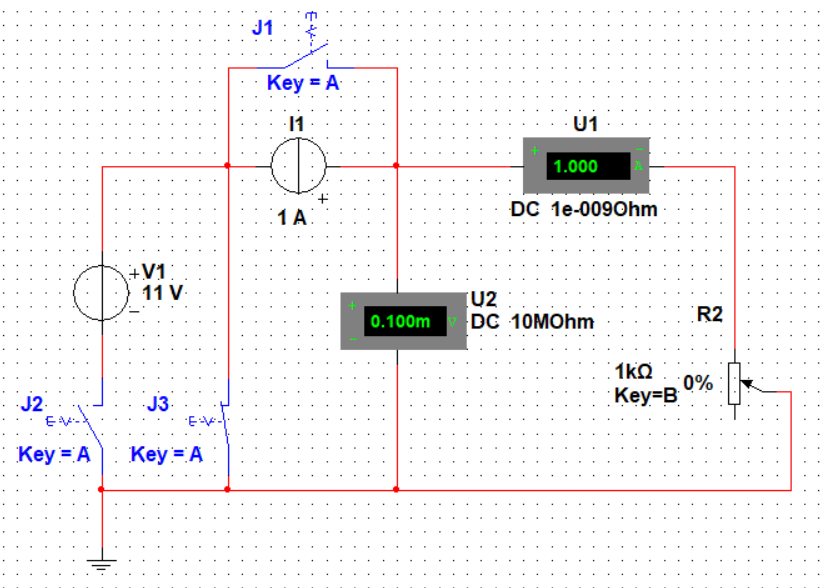 J1
Key = A
I1
+
1 A
U1
+ -
1.000 A
DC 1e-009Ohm
+
V1
11 V
-
+
0.100m V
-
U2
DC 10MOhm
R2
1kΩ
Key=B
0%
J2
Key = A
J3
Key = A